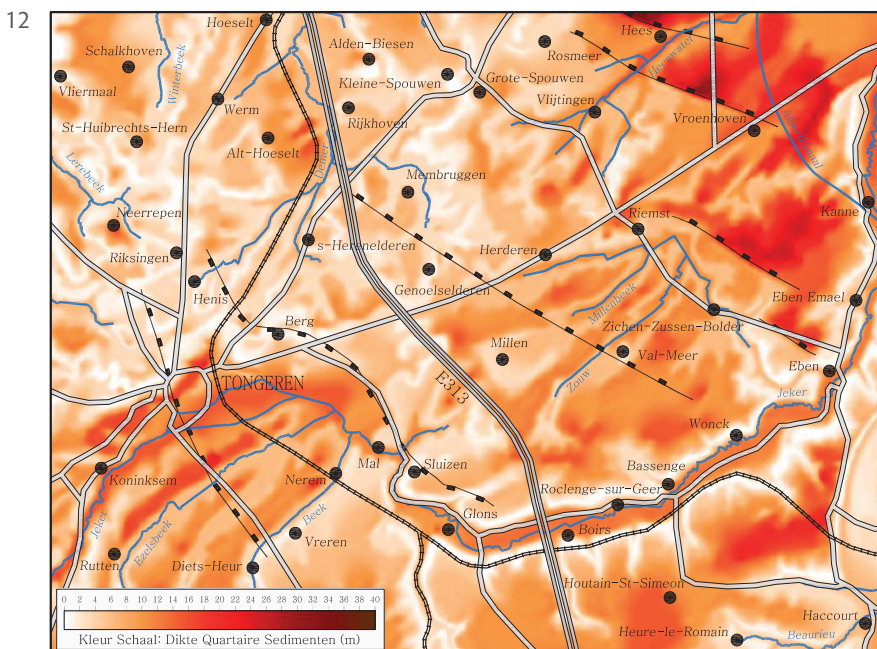 12
Hoeselt
Schalkhoven
Alden-Biesen
Rosmeer
Hees
Heeswater
Winterbeek
Vliermaal
Kleine-Spouwen
Grote-Spouwen
Werm
Rijkhoven
Vlijtingen
Vroenhoven
St-Huibrechts-Hern
Alt-Hoeselt
Demer
Lerebeek
Membruggen
Neerrepen
Riemst
Kanne
Riksingen
s-Herenelderen
Herderen
Henis
Genoelselderen
Eben Emael
Millenbeek
Berg
Zichen-Zussen-Bolder
Millen
Val-Meer
Eben
TONGEREN
E313
Zouw
Jeker
Wonck
Mal
Sluizen
Bassenge
Koninksem
Nerem
Roclenge-sur-Geer
Jeker
Ezelsbeek
Beek
Glons
Boirs
Vreren
Rutten
Diets-Heur
Houtain-St-Simeon
0 2 4 6 8 10 12 14 16 18 20 22 24 26 28 30 32 34 36 38 40
Haccourt
Kleur Schaal: Dikte Quartaire Sedimenten (m)
Heure-le-Romain
Beaurieu